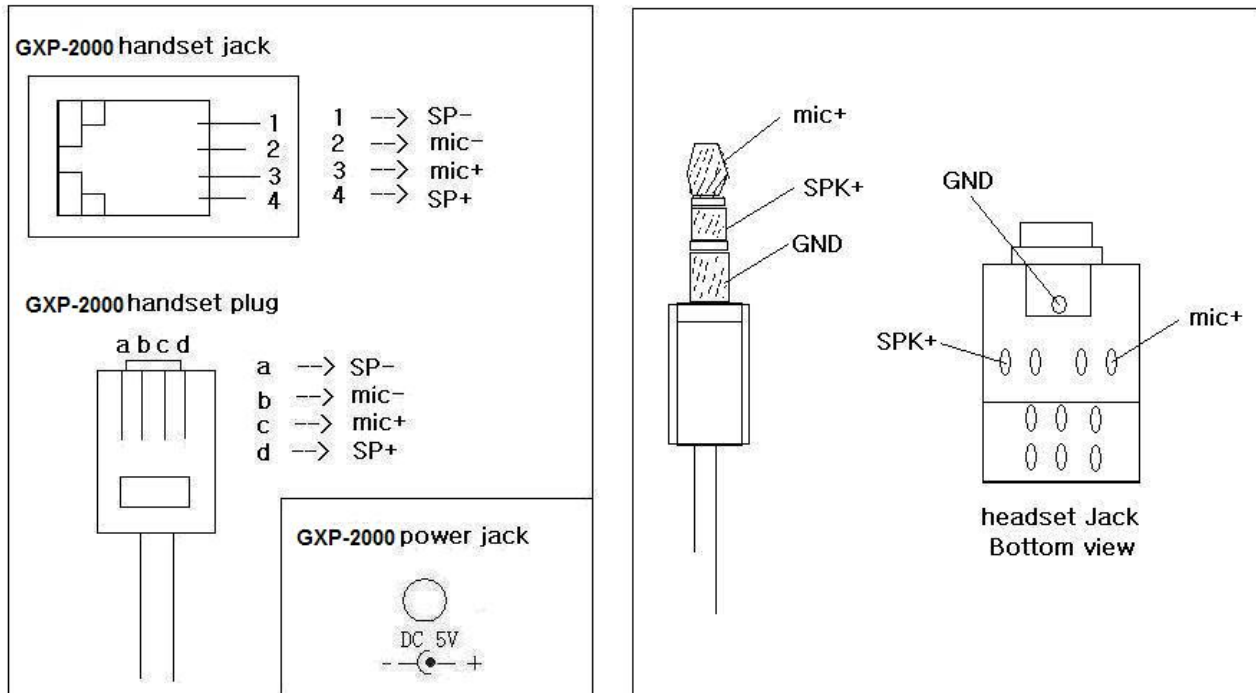 GXP-2000 handset jack
1
2
3
4
1 --> SP-
2 --> mic-
3 --> mic+
4 --> SP+
GXP-2000 handset plug
a b c d
a --> SP-
b --> mic-
c --> mic+
d --> SP+
GXP-2000 power jack
DC 5V
- +
mic+
SPK+
GND
GND
SPK+
mic+
headset Jack
Bottom view